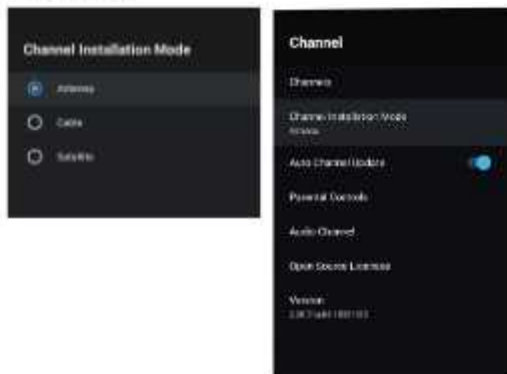 Channel Installation Mode
Antenna
Cable
Satellite
Channel
Channels
Channel Installation Mode
Antenna
Auto Channel Update
Parental Controls
Audio Channel
Open Source Licenses
Version